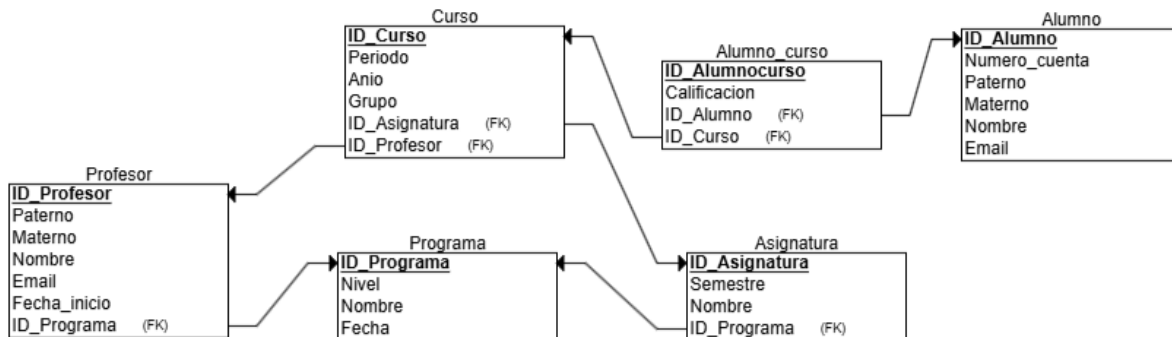 Curso
ID_Curso
Periodo
Anio
Grupo
ID_Asignatura (FK)
ID_Profesor (FK)
Alumno_curso
ID_Alumnocurso
Calificacion
ID_Alumno (FK)
ID_Curso (FK)
Alumno
ID_Alumno
Numero_cuenta
Paterno
Materno
Nombre
Email
Profesor
ID_Profesor
Paterno
Materno
Nombre
Email
Fecha_inicio
ID_Programa (FK)
Programa
ID_Programa
Nivel
Nombre
Fecha
Asignatura
ID_Asignatura
Semestre
Nombre
ID_Programa (FK)